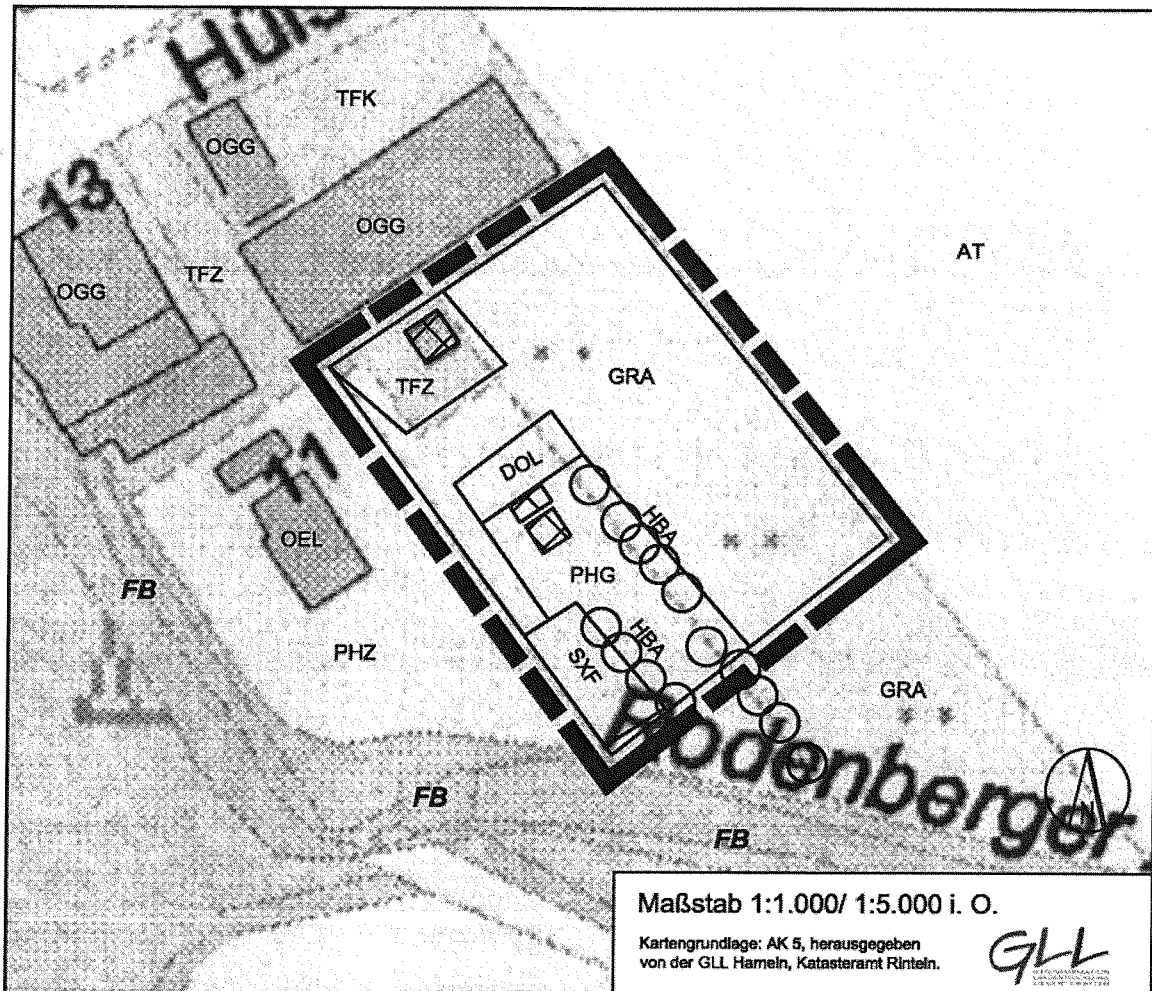 TFK
OGG
13
OGG
AT
TFZ
OGG
GRA
TFZ
DOL
11
HBA
OEL
PHG
FB
HBA
SXF
PHZ
GRA
Rodenberger
N
FB
FB
Maßstab 1:1.000/ 1:5.000 i. O.
Kartengrundlage: AK 5, herausgegeben
von der GLL Hameln, Katasteramt Rinteln.
GLL